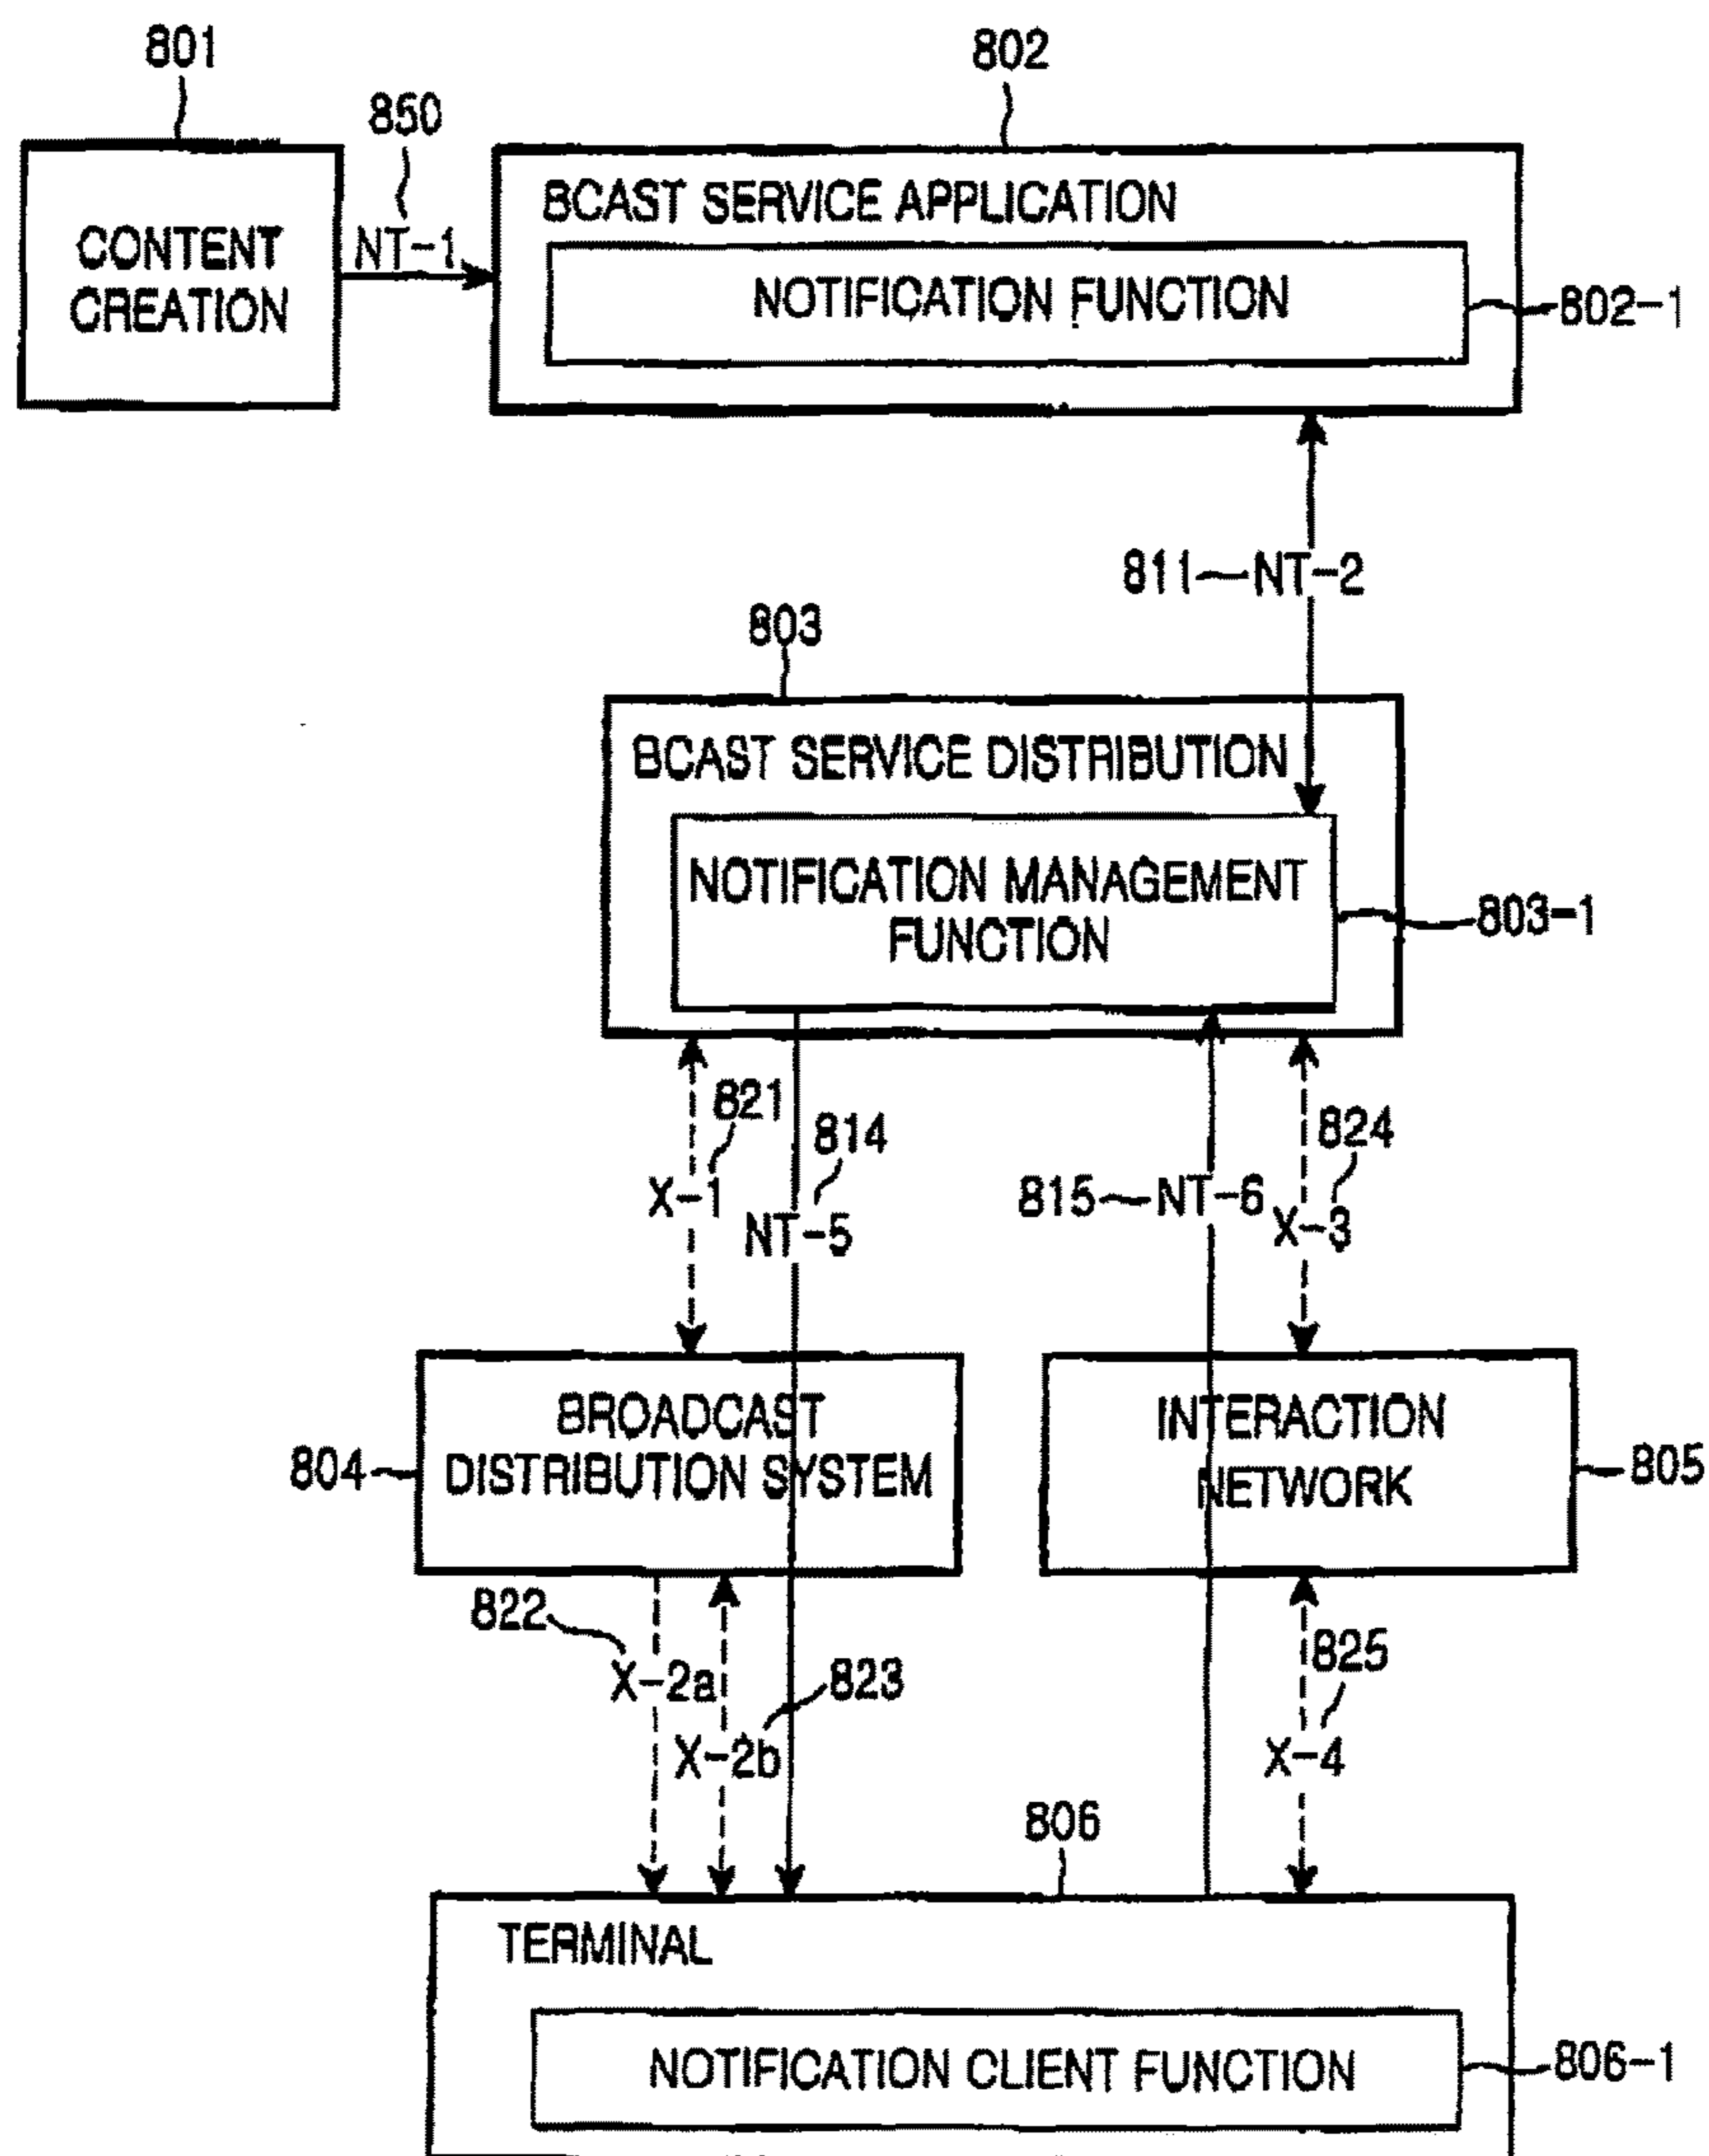 801
802
850
BCAST SERVICE APPLICATION
CONTENT
CREATION
NT-1
NOTIFICATION FUNCTION
802-1
811
NT-2
803
BCAST SERVICE DISTRIBUTION
NOTIFICATION MANAGEMENT
FUNCTION
803-1
821
814
824
X-1
815
NT-6
NT-5
X-3
BROADCAST
DISTRIBUTION SYSTEM
804
INTERACTION
NETWORK
805
822
X-2a
823
825
X-2b
X-4
806
TERMINAL
NOTIFICATION CLIENT FUNCTION
806-1